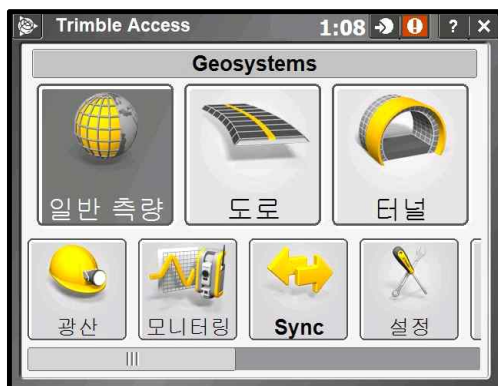 Trimble Access 1:08 ? ×
Geosystems
일반 측량 도로 터널
광산 모니터링 Sync 설정